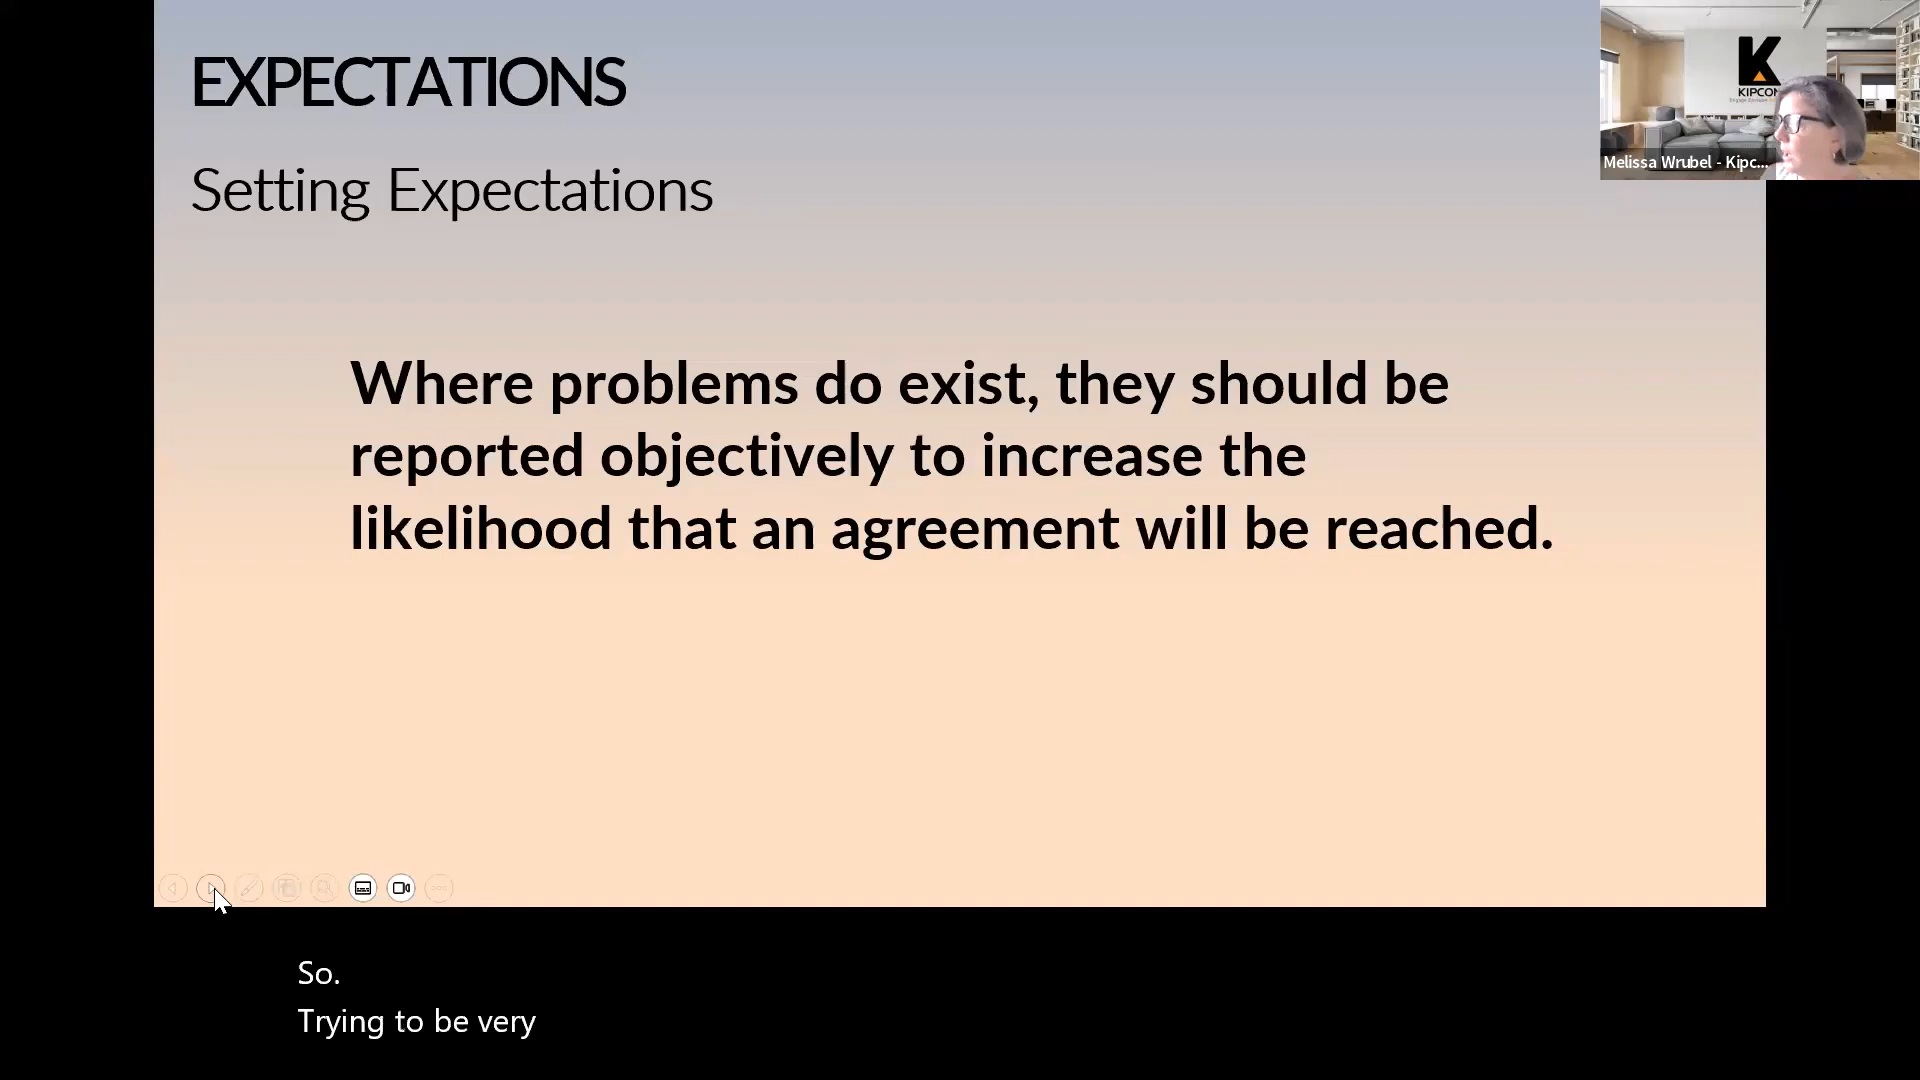 EXPECTATIONS
Setting Expectations
Where problems do exist, they should be
reported objectively to increase the
likelihood that an agreement will be reached.
K
KIPCON
Melissa Wrubel - Kipc...
So.
Trying to be very